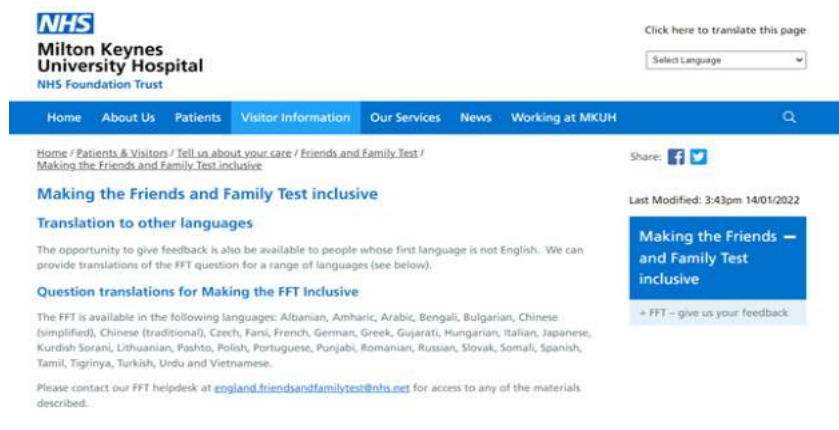 NHS
Milton Keynes
University Hospital
NHS Foundation Trust
Click here to translate this page
Select Language
Home About Us Patients Visitor Information Our Services News Working at MKUH
Home / Patients & Visitors / Tell us about your care / Friends and Family Test /
Making the Friends and Family Test inclusive
Share:
Making the Friends and Family Test inclusive
Last Modified: 3:43pm 14/01/2022
Translation to other languages
The opportunity to give feedback is also be available to people whose first language is not English. We can
provide translations of the FFT question for a range of languages (see below).
Question translations for Making the FFT Inclusive
The FFT is available in the following languages: Albanian, Amharic, Arabic, Bengali, Bulgarian, Chinese
(simplified), Chinese (traditional), Czech, Farsi, French, German, Greek, Gujarati, Hungarian, Italian, Japanese,
Kurdish Sorani, Lithuanian, Pashto, Polish, Portuguese, Punjabi, Romanian, Russian, Slovak, Somali, Spanish,
Tamil, Tigrinya, Turkish, Urdu and Vietnamese.
Please contact our FFT helpdesk at england.friendsandfamilytest@nhs.net for access to any of the materials
described.
Making the Friends
and Family Test
inclusive
+ FFT – give us your feedback